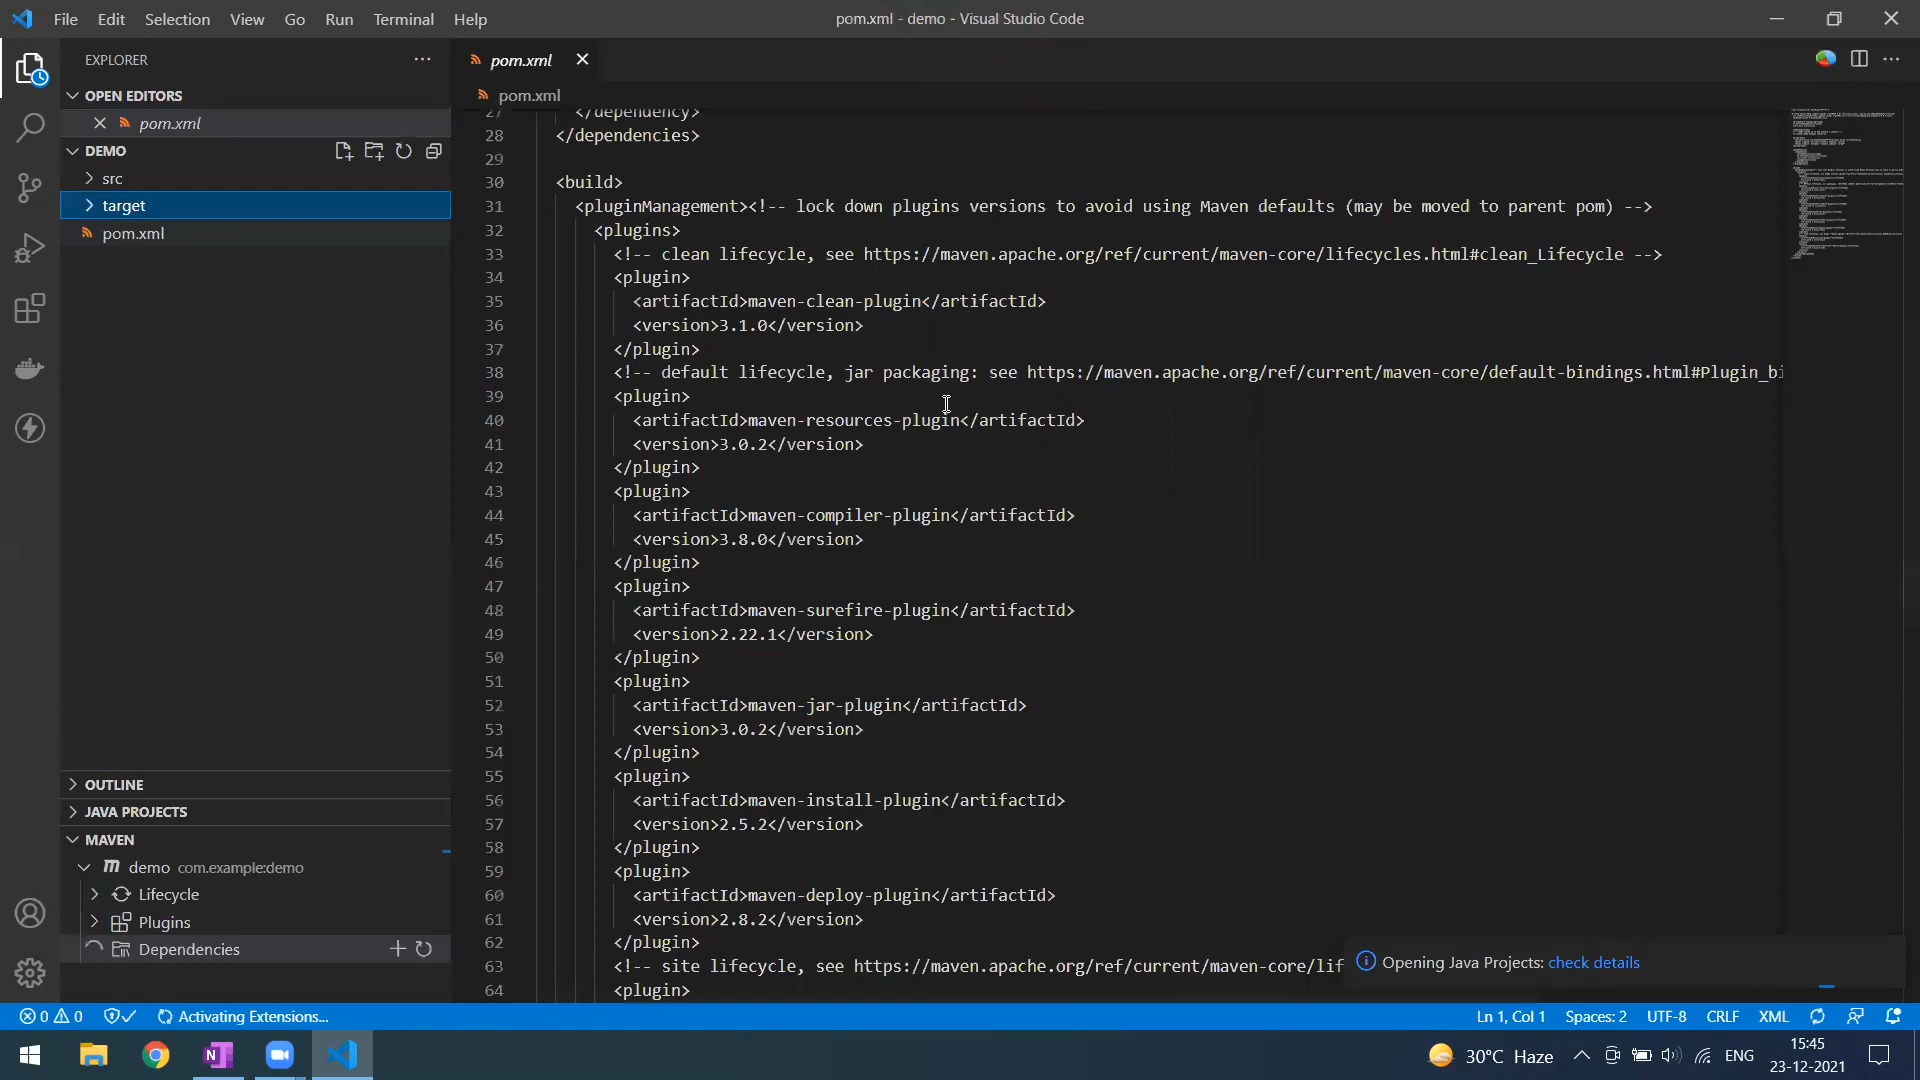 File Edit Selection View Go Run Terminal Help
pom.xml - demo - Visual Studio Code
EXPLORER
OPEN EDITORS
pom.xml
DEMO
src
target
pom.xml
OUTLINE
JAVA PROJECTS
MAVEN
demo com.example:demo
Lifecycle
Plugins
Dependencies
pom.xml
pom.xml
27 </dependency>
28 </dependencies>
29
30 <build>
31 <pluginManagement><!-- lock down plugins versions to avoid using Maven defaults (may be moved to parent pom) -->
32 <plugins>
33 <!-- clean lifecycle, see https://maven.apache.org/ref/current/maven-core/lifecycles.html#clean_Lifecycle -->
34 <plugin>
35 <artifactId>maven-clean-plugin</artifactId>
36 <version>3.1.0</version>
37 </plugin>
38 <!-- default lifecycle, jar packaging: see https://maven.apache.org/ref/current/maven-core/default-bindings.html#Plugin_bi
39 <plugin>
40 <artifactId>maven-resources-plugin</artifactId>
41 <version>3.0.2</version>
42 </plugin>
43 <plugin>
44 <artifactId>maven-compiler-plugin</artifactId>
45 <version>3.8.0</version>
46 </plugin>
47 <plugin>
48 <artifactId>maven-surefire-plugin</artifactId>
49 <version>2.22.1</version>
50 </plugin>
51 <plugin>
52 <artifactId>maven-jar-plugin</artifactId>
53 <version>3.0.2</version>
54 </plugin>
55 <plugin>
56 <artifactId>maven-install-plugin</artifactId>
57 <version>2.5.2</version>
58 </plugin>
59 <plugin>
60 <artifactId>maven-deploy-plugin</artifactId>
61 <version>2.8.2</version>
62 </plugin>
63 <!-- site lifecycle, see https://maven.apache.org/ref/current/maven-core/lif
64 <plugin>
Opening Java Projects: check details
0 0 Activating Extensions...
Ln 1, Col 1 Spaces: 2 UTF-8 CRLF XML
30°C Haze ENG
15:45
23-12-2021